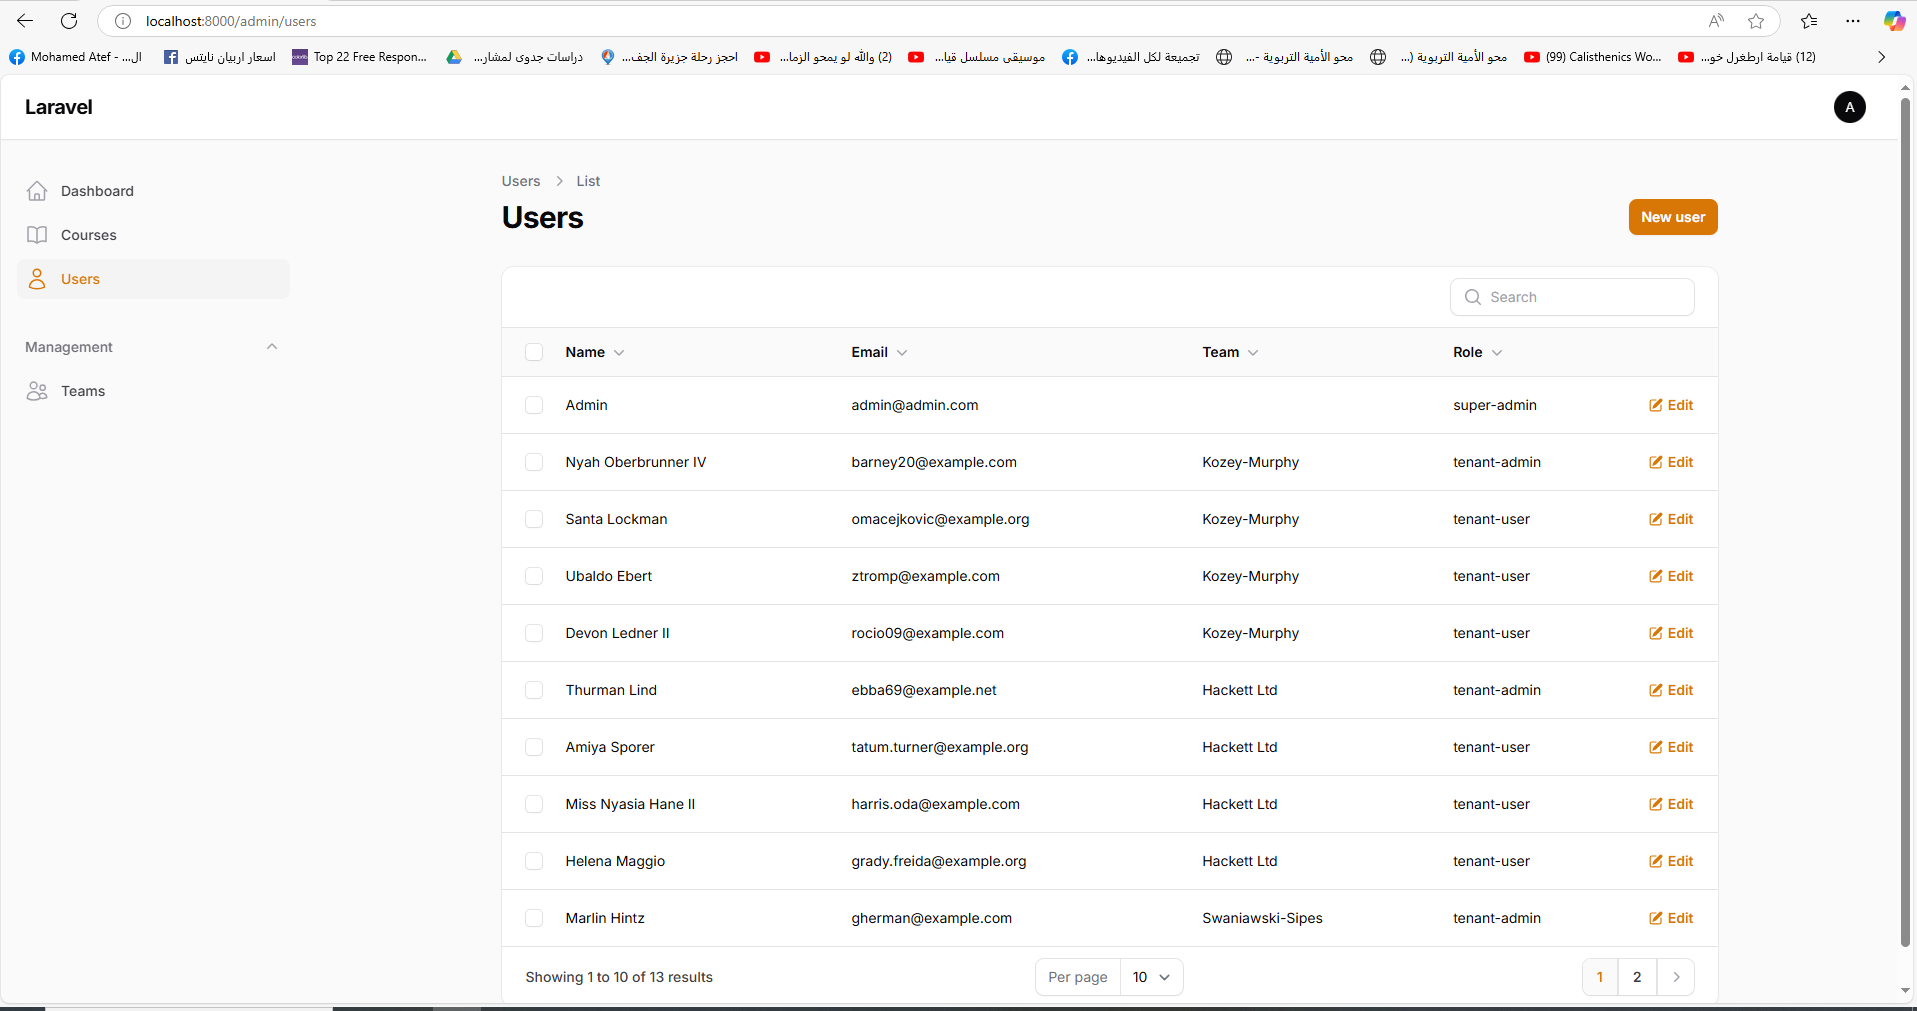 localhost:8000/admin/users
Mohamed Atef - ...ال
اسعار اربيان نايتس
Top 22 Free Respon...
دراسات جدوى لمشار...
احجز رحلة جزيرة الجف...
(2) والله لو يمحو الزما...
موسيقى مسلسل قيا...
تجميعة لكل الفيديوها...
محو الأمية التربوية -...
محو الأمية التربوية (...
(99) Calisthenics Wo...
(12) قيامة ارطغرل خو...
Laravel
A
Dashboard
Courses
Users
Management
Teams
Users > List
Users
New user
Search
Name Email Team Role
Admin admin@admin.com super-admin Edit
Nyah Oberbrunner IV barney20@example.com Kozey-Murphy tenant-admin Edit
Santa Lockman omacejkovic@example.org Kozey-Murphy tenant-user Edit
Ubaldo Ebert ztromp@example.com Kozey-Murphy tenant-user Edit
Devon Ledner II rocio09@example.com Kozey-Murphy tenant-user Edit
Thurman Lind ebba69@example.net Hackett Ltd tenant-admin Edit
Amiya Sporer tatum.turner@example.org Hackett Ltd tenant-user Edit
Miss Nyasia Hane II harris.oda@example.com Hackett Ltd tenant-user Edit
Helena Maggio grady.freida@example.org Hackett Ltd tenant-user Edit
Marlin Hintz gherman@example.com Swaniawski-Sipes tenant-admin Edit
Showing 1 to 10 of 13 results Per page 10 1 2